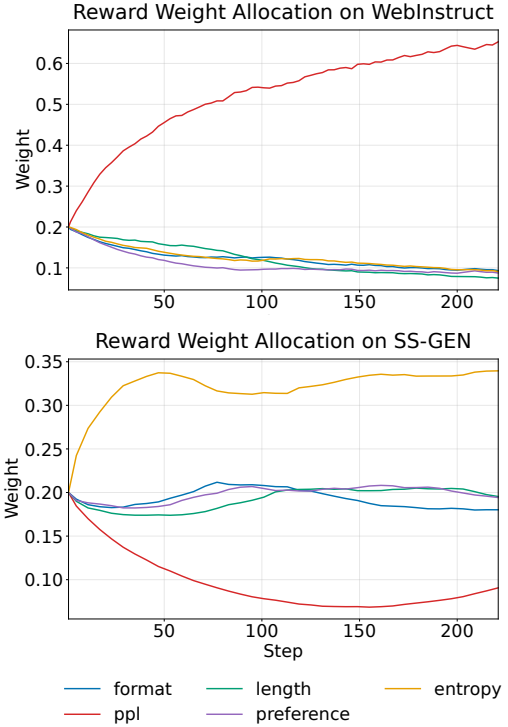 Reward Weight Allocation on WebInstruct
0.6
0.5
0.4
0.3
0.2
0.1
Weight
50
100
150
200
Reward Weight Allocation on SS-GEN
0.35
0.30
0.25
0.20
0.15
0.10
Weight
50
100
150
200
Step
format
length
entropy
ppl
preference